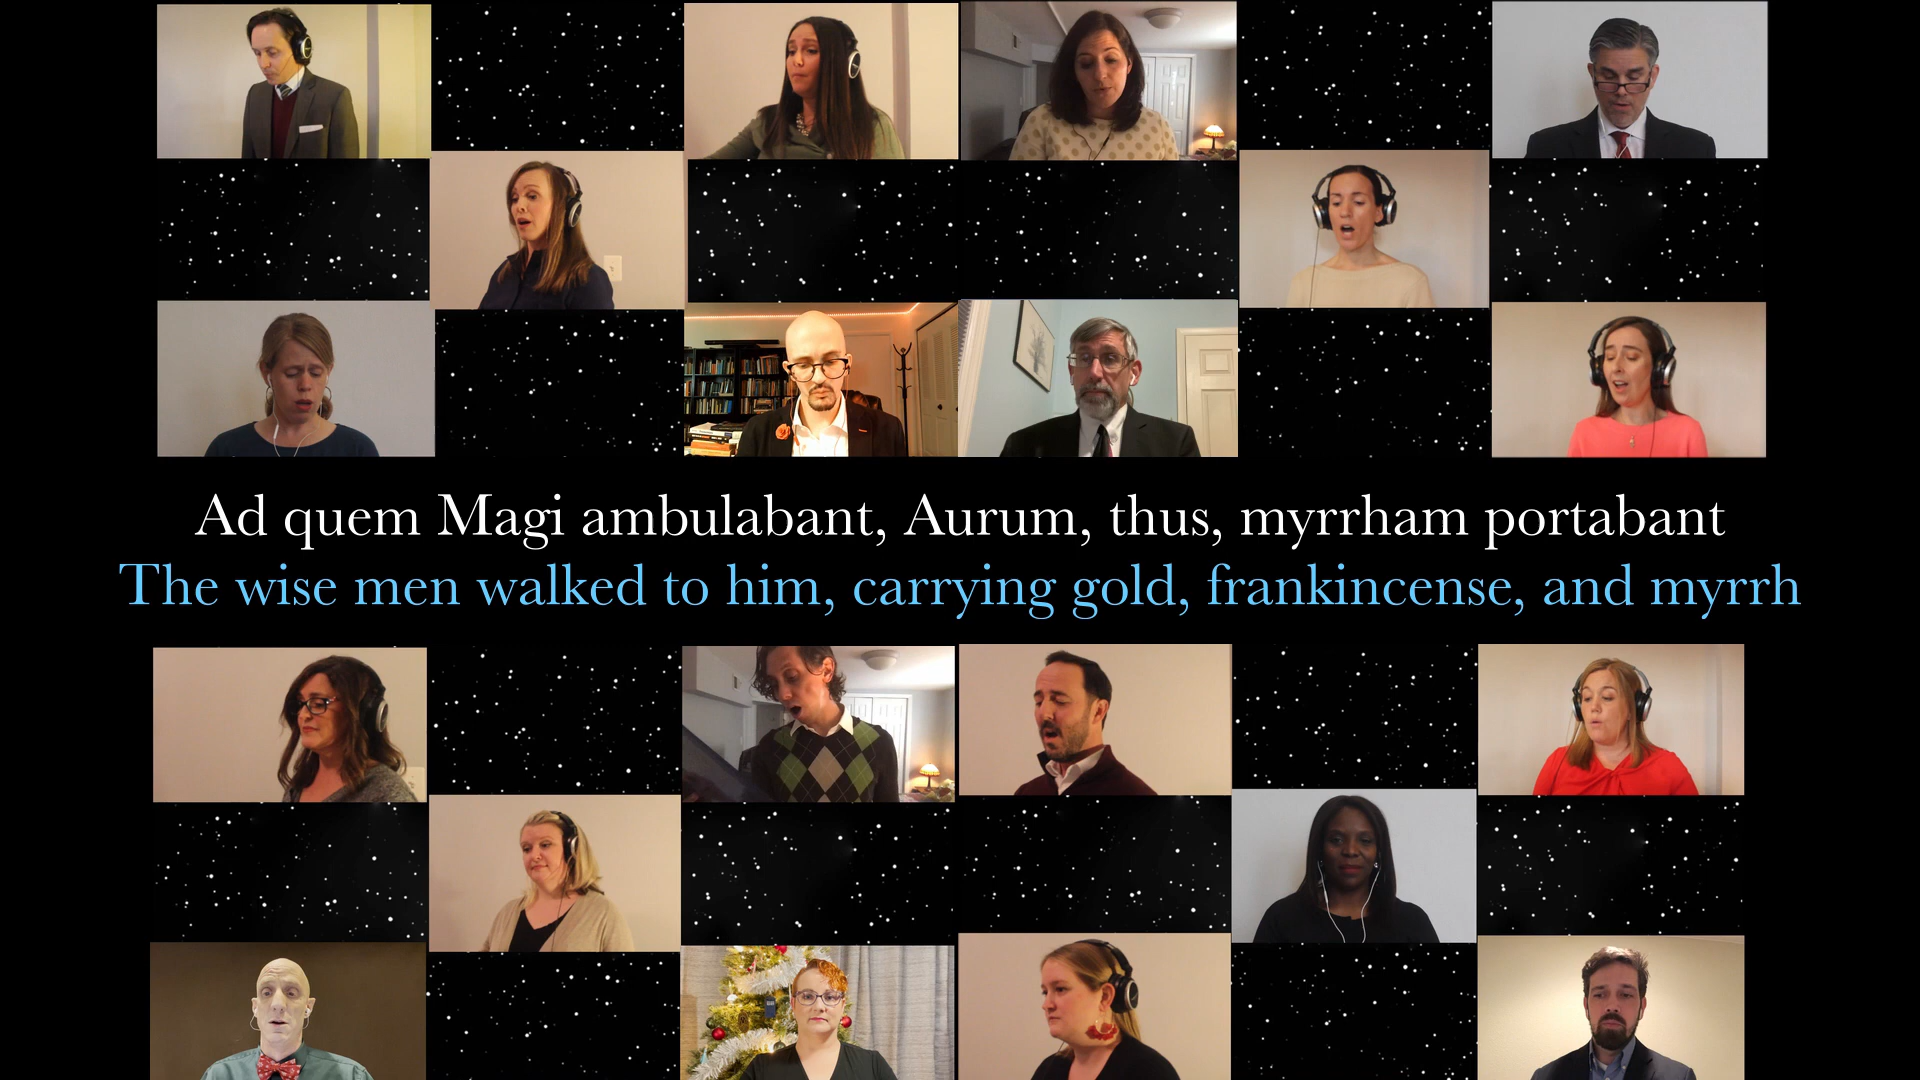 Ad quem Magi ambulabant, Aurum, thus, myrrham portabant
The wise men walked to him, carrying gold, frankincense, and myrrh